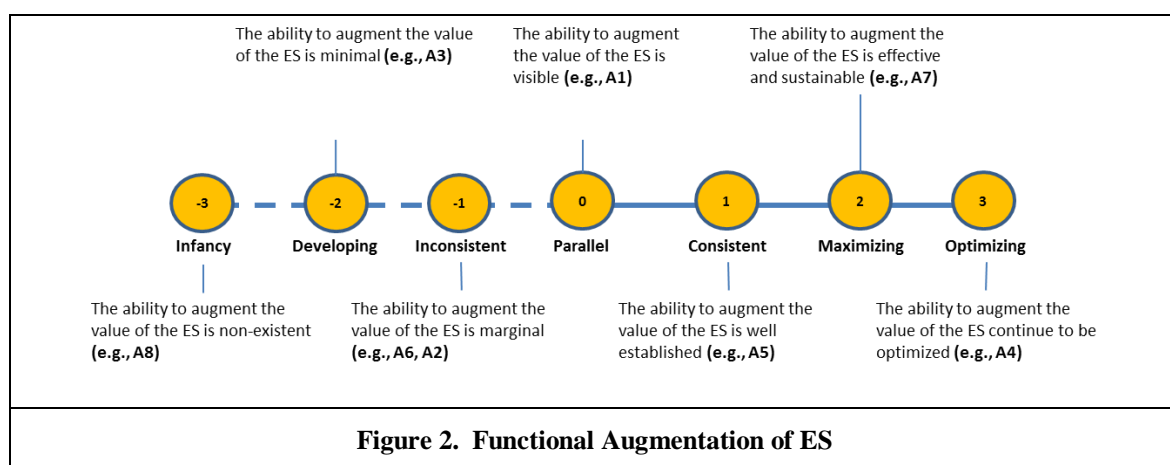 The ability to augment the value
of the ES is minimal (e.g., A3)
The ability to augment
the value of the ES is
visible (e.g., A1)
The ability to augment the
value of the ES is effective
and sustainable (e.g., A7)
-3
-2
-1
0
1
2
3
Infancy
Developing
Inconsistent
Parallel
Consistent
Maximizing
Optimizing
The ability to augment the
value of the ES is non-existent
(e.g., A8)
The ability to augment the
value of the ES is marginal
(e.g., A6, A2)
The ability to augment the
value of the ES is well
established (e.g., A5)
The ability to augment the
value of the ES continue to be
optimized (e.g., A4)
Figure 2. Functional Augmentation of ES